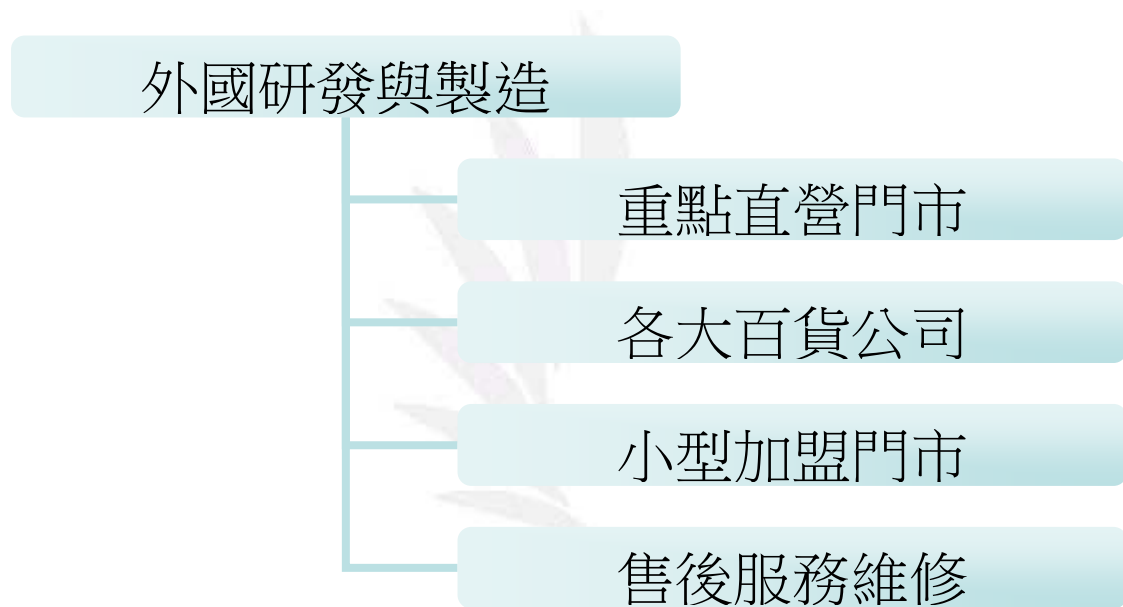 外國研發與製造
重點直營門市
各大百貨公司
小型加盟門市
售後服務維修